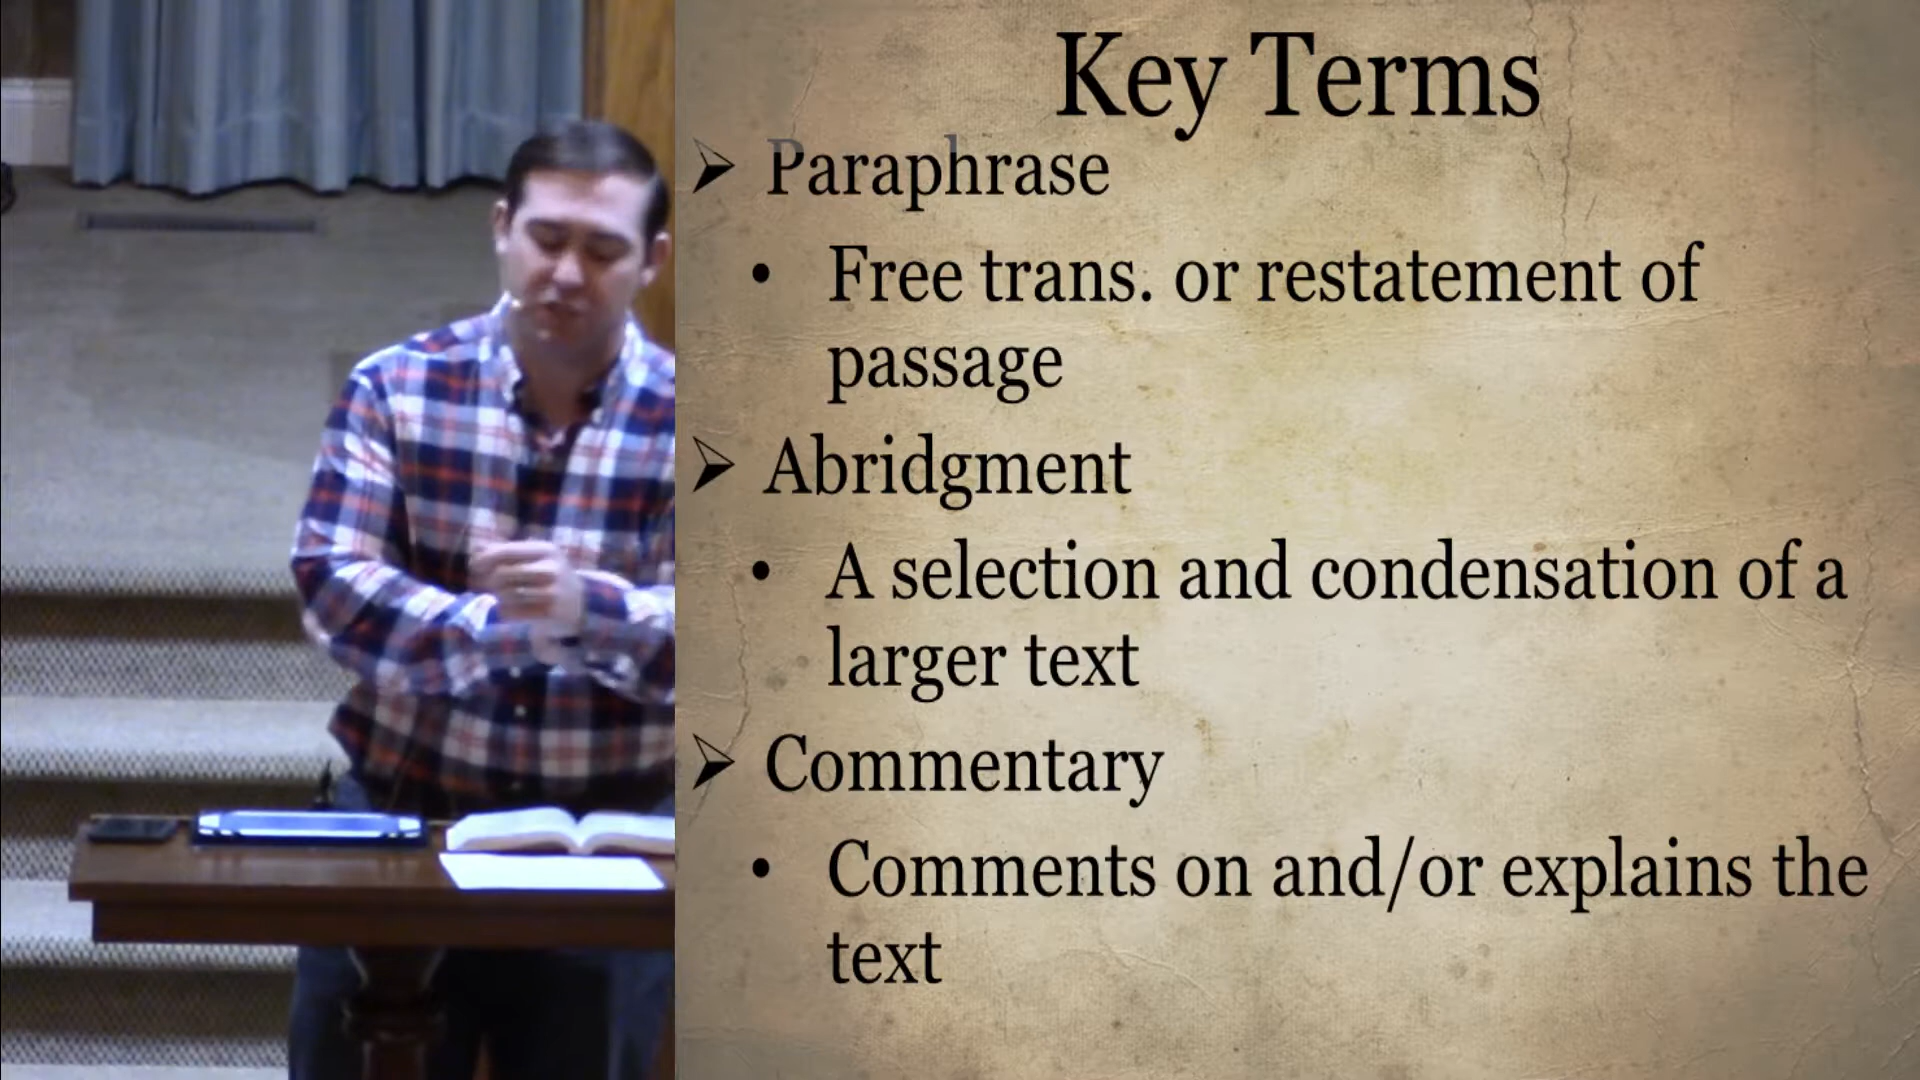 Key Terms
Paraphrase
Free trans. or restatement of
passage
Abridgment
A selection and condensation of a
larger text
Commentary
Comments on and/or explains the
text